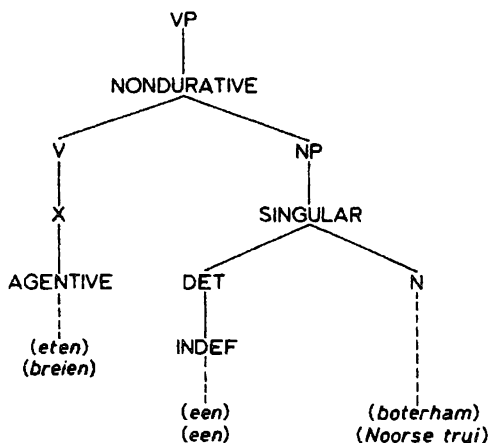 VP
NONDURATIVE
V NP
X SINGULAR
AGENTIVE DET N
(eten) INDEF
(breien)
(een) (boterham)
(een) (Noorse trui)